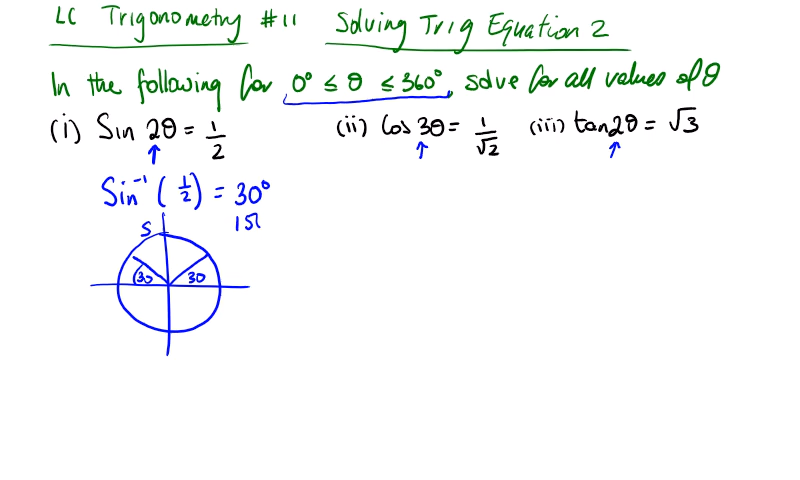 LC Trigonometry #11 Solving Trig Equation 2
In the following for 0° ≤ θ ≤ 360°, solve for all values of θ
(i) Sin 2θ = 1/2 (ii) Cos 3θ = 1/√2 (iii) tan 2θ = √3
Sin⁻¹ (1/2) = 30°
15
S
30 30